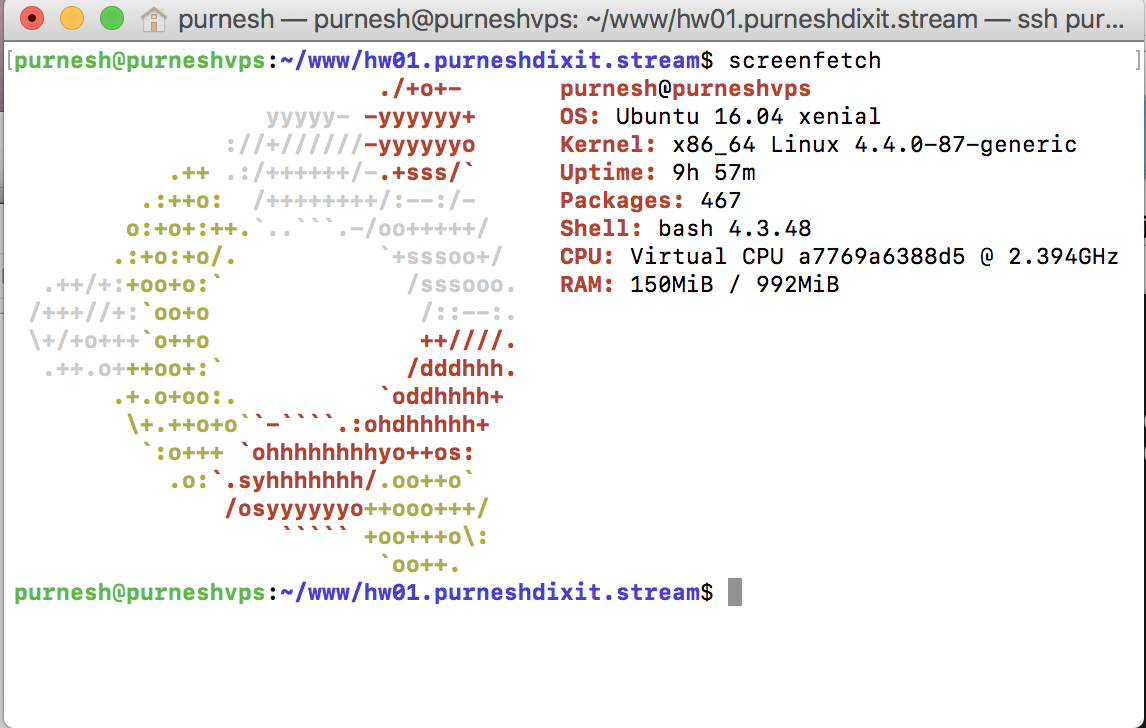 purnesh — purnesh@purneshvps: ~/www/hw01.purneshdixit.stream — ssh pur...
[purnesh@purneshvps:~/www/hw01.purneshdixit.stream$ screenfetch ]
                          ./+o+-       purnesh@purneshvps
                  yyyyy- -yyyyyy+      OS: Ubuntu 16.04 xenial
               ://+//////-yyyyyyo      Kernel: x86_64 Linux 4.4.0-87-generic
           .++ .:/++++++/-.+sss/`      Uptime: 9h 57m
         .:++o:  /++++++++/:--:/-      Packages: 467
        o:+o+:++.`..```.-/oo+++++/     Shell: bash 4.3.48
       .:+o:+o/.          `+sssoo+/    CPU: Virtual CPU a7769a6388d5 @ 2.394GHz
  .++/+:+oo+o:`             /sssooo.   RAM: 150MiB / 992MiB
 /+++//+:`oo+o               /::--:.
 \+/+o+++`o++o               ++////.
  .++.o+++oo+:`             /dddhhh.
       .+.o+oo:.          `oddhhhh+
        \+.++o+o``-````.:ohdhhhhh+
         `:o+++ `ohhhhhhhhyo++os:
           .o:`.syhhhhhhh/.oo++o`
               /osyyyyyyo++ooo+++/
                   ````` +oo+++o\:
                          `oo++.
purnesh@purneshvps:~/www/hw01.purneshdixit.stream$